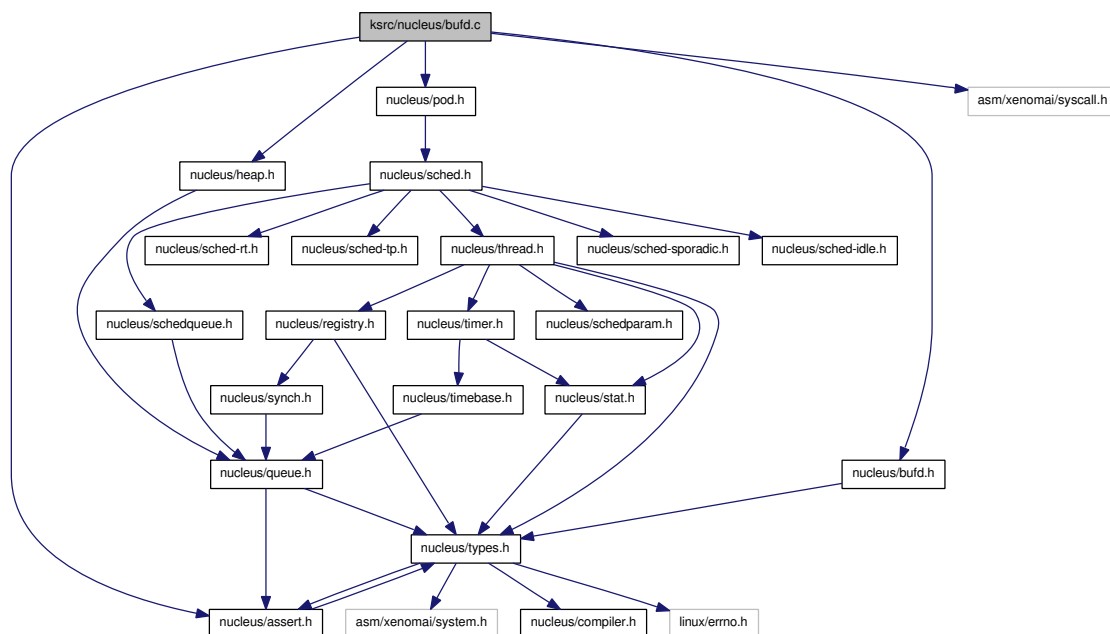 ksrc/nucleus/bufd.c
nucleus/pod.h
asm/xenomai/syscall.h
nucleus/heap.h
nucleus/sched.h
nucleus/sched-rt.h
nucleus/sched-tp.h
nucleus/thread.h
nucleus/sched-sporadic.h
nucleus/sched-idle.h
nucleus/schedqueue.h
nucleus/registry.h
nucleus/timer.h
nucleus/schedparam.h
nucleus/synch.h
nucleus/timebase.h
nucleus/stat.h
nucleus/queue.h
nucleus/bufd.h
nucleus/types.h
nucleus/assert.h
asm/xenomai/system.h
nucleus/compiler.h
linux/errno.h